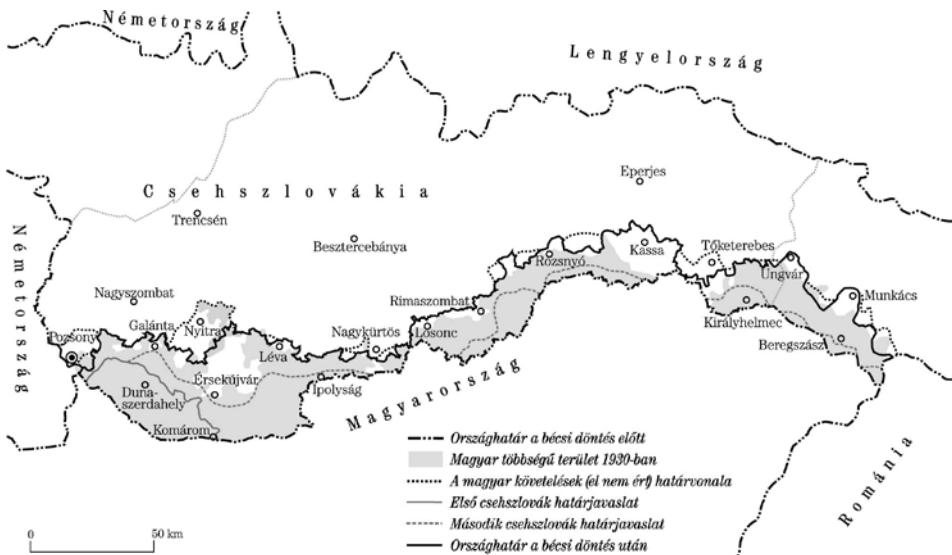 Németország
Lengyelország
Eperjes
Csehszlovákia
Trencsén
Besztercebánya
Németország
Nagyszombat
Kassa
Rozsnyó
Tőketerebes
Ungvár
Munkács
Királyhelmec
Beregszász
Rimaszombat
Losonc
Nagykürtös
Galánta
Nyitra
Pozsony
Léva
Érsekújvár
Ipolyság
Duna-
szerdahely
Komárom
Magyarország
Románia
Országhatár a bécsi döntés előtt
Magyar többségű terület 1930-ban
A magyar követelések (el nem ért) határvonala
Első csehszlovák határjavaslat
Második csehszlovák határjavaslat
Országhatár a bécsi döntés után
0
50 km